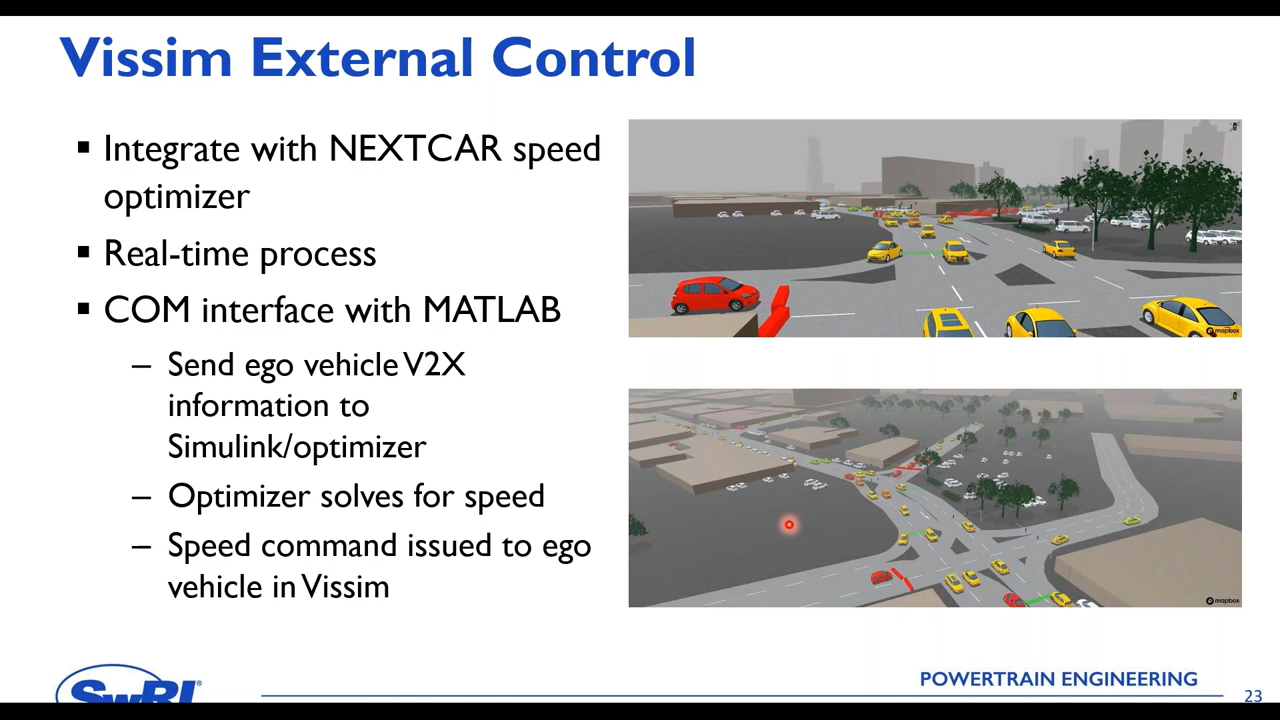 Vissim External Control
▪ Integrate with NEXTCAR speed
optimizer
▪ Real-time process
▪ COM interface with MATLAB
– Send ego vehicle V2X
information to
Simulink/optimizer
– Optimizer solves for speed
– Speed command issued to ego
vehicle in Vissim
mapbox
mapbox
SwRI®
POWERTRAIN ENGINEERING
23